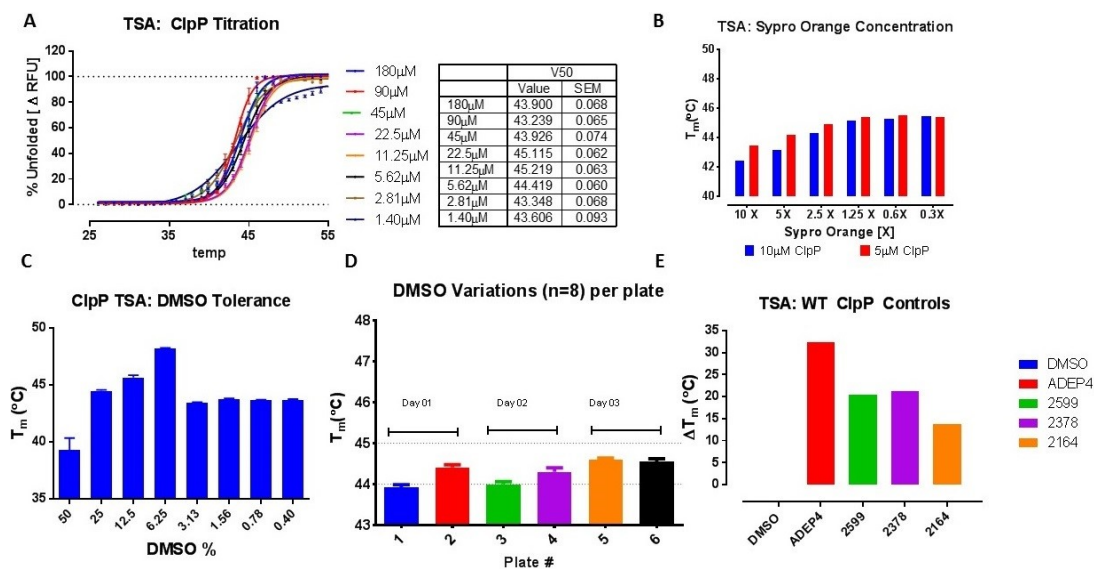 A
TSA: ClpP Titration
% Unfolded [ Δ RFU]
120
100
80
60
40
20
0
25
35
45
55
temp
180µM
90µM
45µM
22.5µM
11.25µM
5.62µM
2.81µM
1.40µM
V50
Value SEM
180µM 43.900 0.068
90µM 43.239 0.065
45µM 43.926 0.074
22.5µM 45.115 0.062
11.25µM 45.219 0.063
5.62µM 44.419 0.060
2.81µM 43.348 0.068
1.40µM 43.606 0.093
B
TSA: Sypro Orange Concentration
Tm(°C)
50
48
46
44
42
40
10 X 5X 2.5 X 1.25 X 0.6X 0.3X
Sypro Orange [X]
10µM ClpP 5µM ClpP
C
ClpP TSA: DMSO Tolerance
Tm (°C)
50
45
40
35
50 25 12.5 6.25 3.13 1.56 0.78 0.40
DMSO %
D
DMSO Variations (n=8) per plate
Tm(°C)
48
47
46
45
44
43
Day 01 Day 02 Day 03
1 2 3 4 5 6
Plate #
E
TSA: WT ClpP Controls
Δ Tm (°C)
35
30
25
20
15
10
5
0
DMSO ADEP4 2599 2378 2164
DMSO
ADEP4
2599
2378
2164